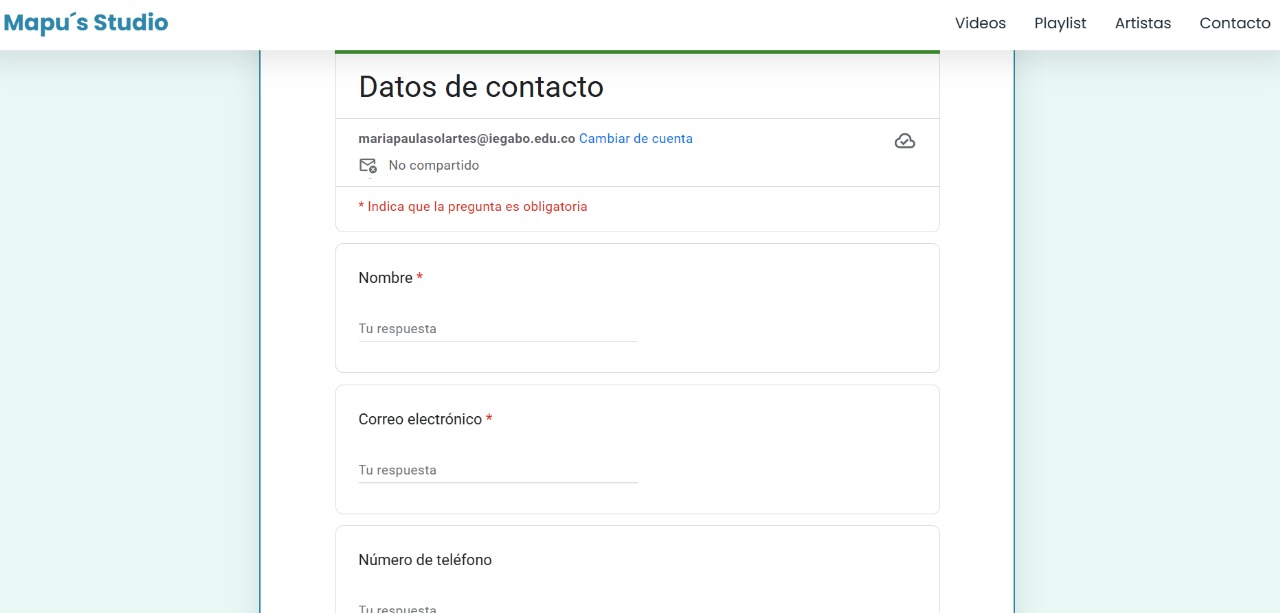 Mapu´s Studio
Videos Playlist Artistas Contacto
Datos de contacto
mariapaulasolartes@iegabo.edu.co Cambiar de cuenta
No compartido
* Indica que la pregunta es obligatoria
Nombre *
Tu respuesta
Correo electrónico *
Tu respuesta
Número de teléfono
Tu respuesta